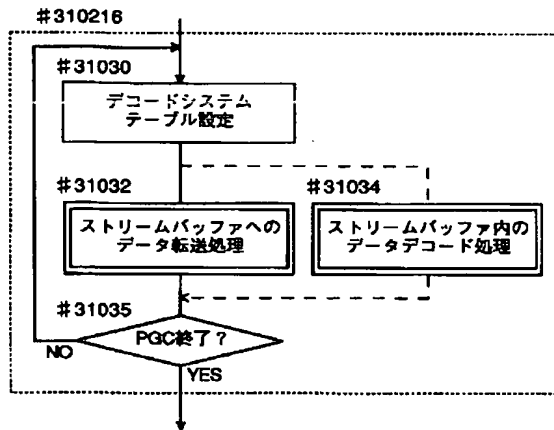 #310216
#31030
デコードシステム
テーブル設定
#31032
#31034
ストリームバッファへの
データ転送処理
ストリームバッファ内の
データデコード処理
#31035
PGC終了?
NO
YES